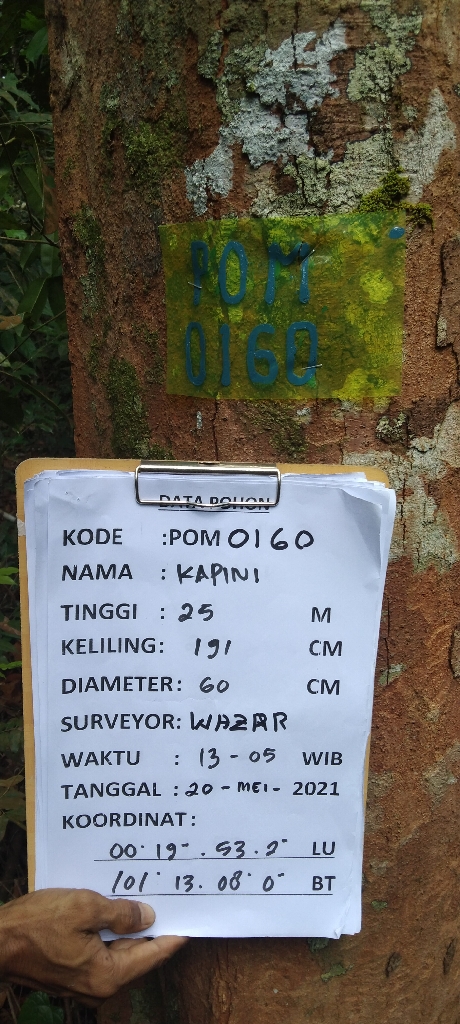 POM
0160
DATA POHON
KODE :POM 0160
NAMA : KAPINI
TINGGI : 25 M
KELILING: 191 CM
DIAMETER: 60 CM
SURVEYOR: WAZAR
WAKTU : 13-05 WIB
TANGGAL : 20-MEI-2021
KOORDINAT:
00° 19" . 53.2" LU
101° 13. 08° 0" BT